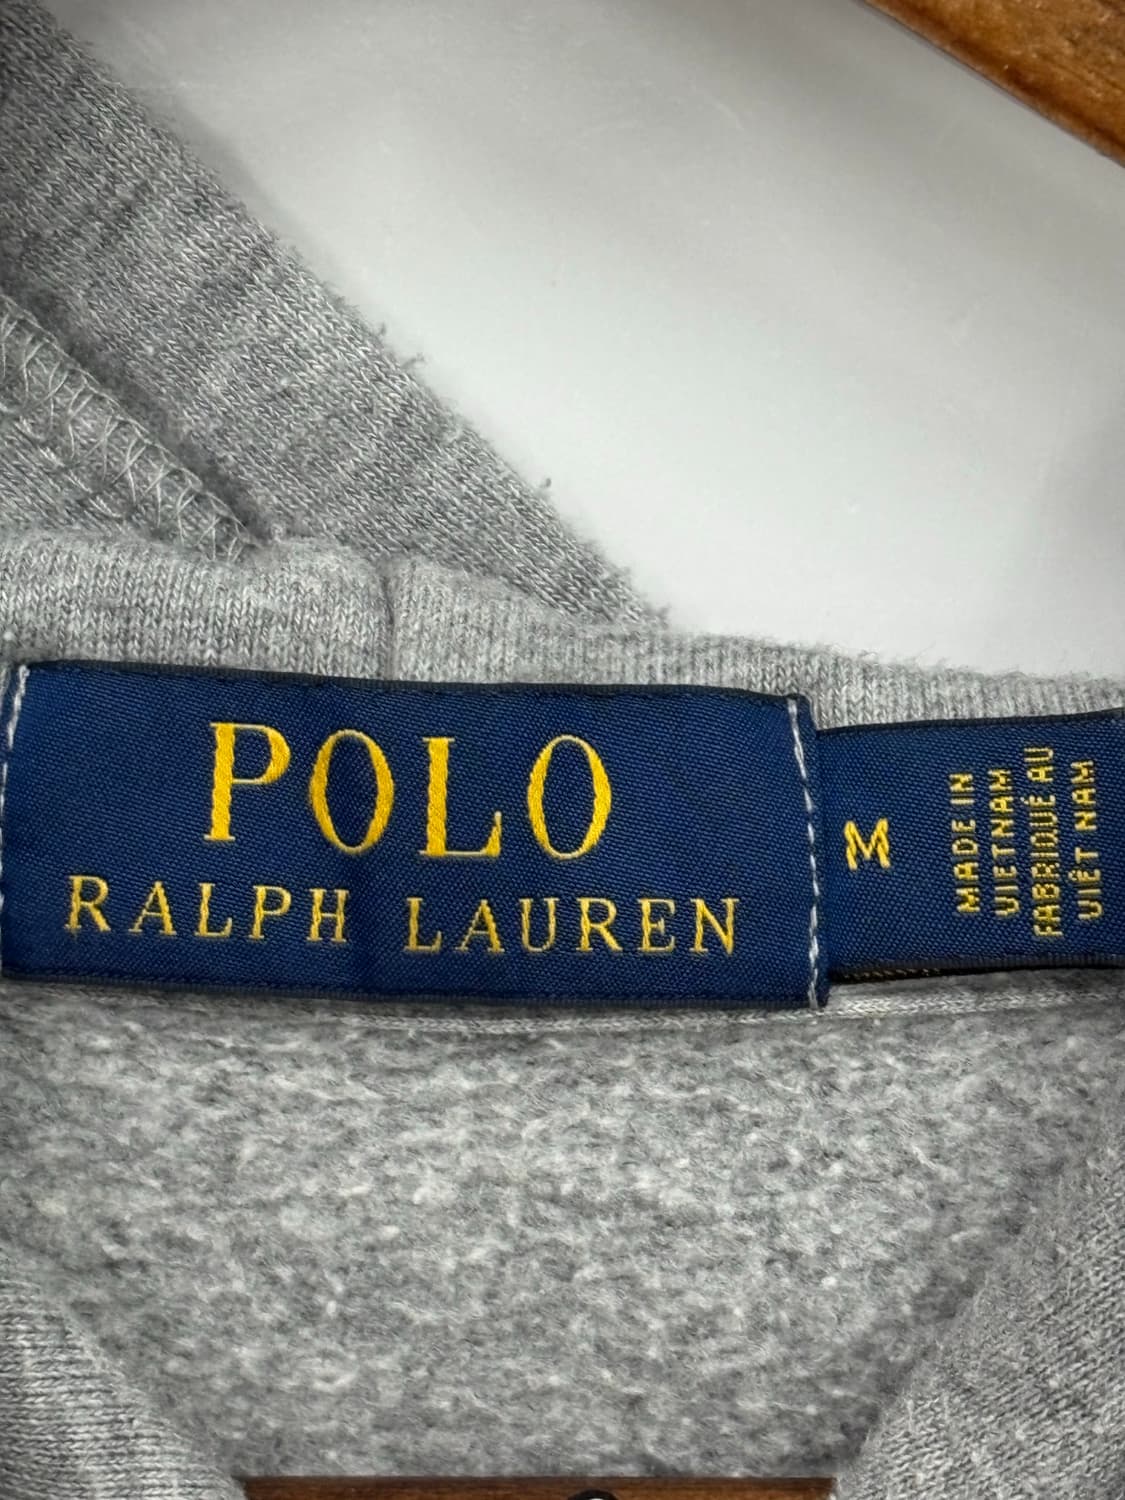 POLO
RALPH LAUREN
M
MADE IN
VIETNAM
FABRIQUÉ AU
VIÊT NAM